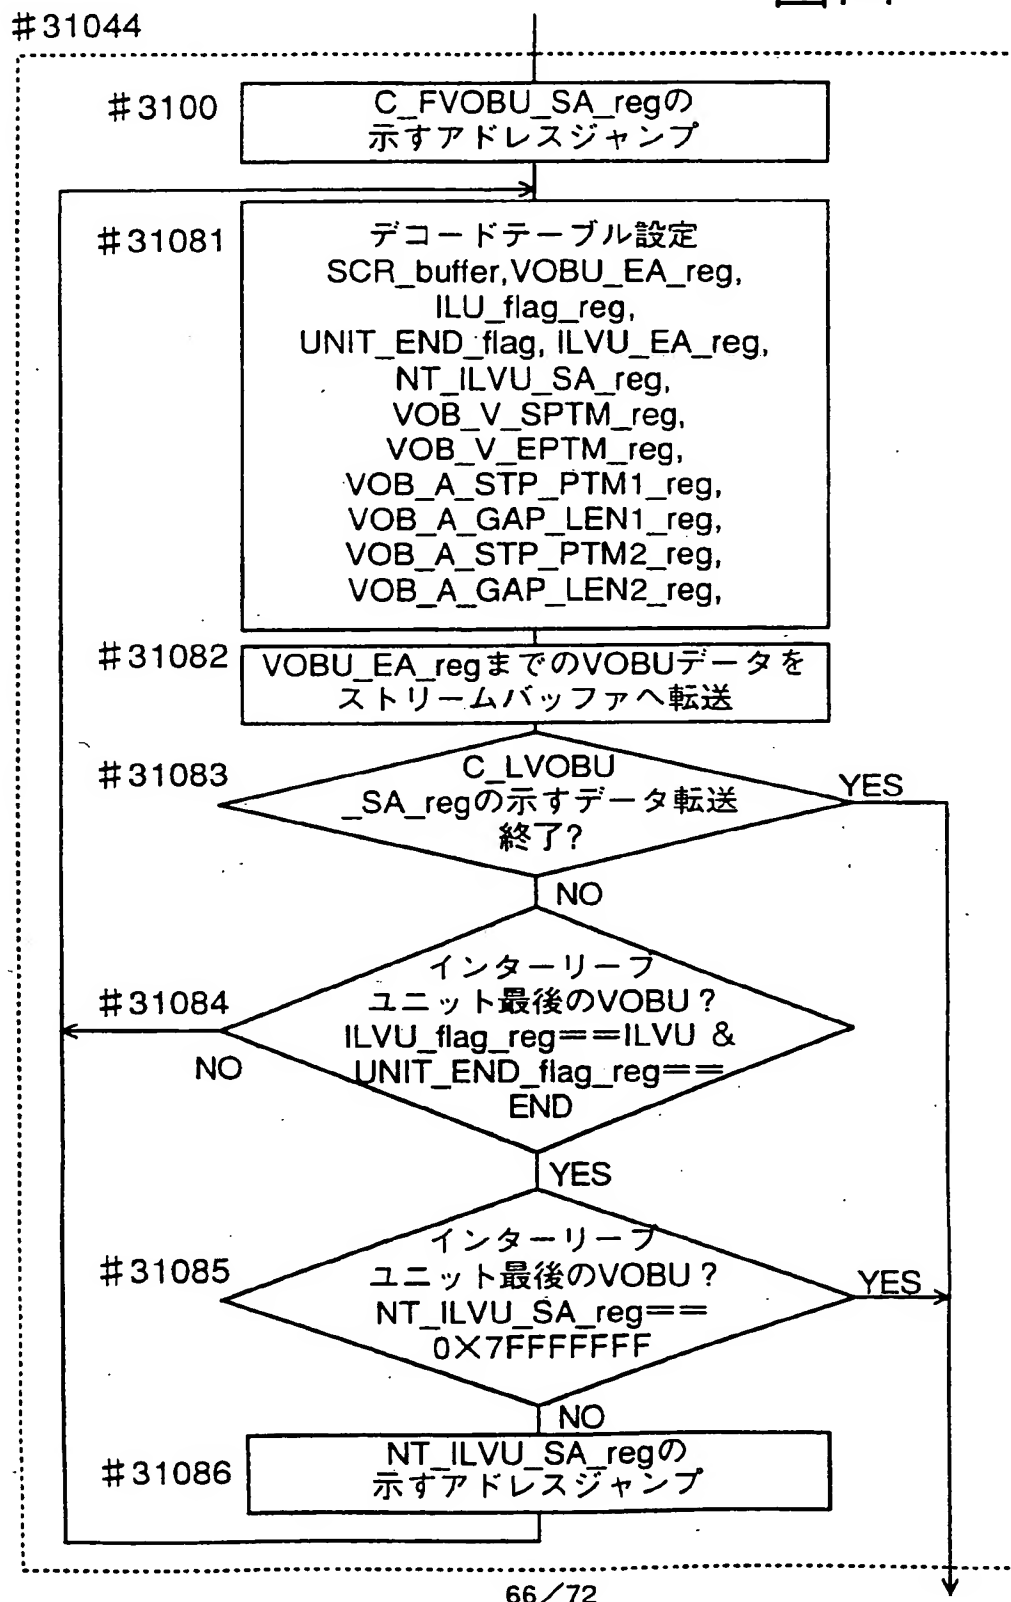 #31044
#3100
C_FVOBU_SA_regの
示すアドレスジャンプ
#31081
デコードテーブル設定
SCR_buffer,VOBU_EA_reg,
ILU_flag_reg,
UNIT_END_flag, ILVU_EA_reg,
NT_ILVU_SA_reg,
VOB_V_SPTM_reg,
VOB_V_EPTM_reg,
VOB_A_STP_PTM1_reg,
VOB_A_GAP_LEN1_reg,
VOB_A_STP_PTM2_reg,
VOB_A_GAP_LEN2_reg,
#31082
VOBU_EA_regまでのVOBUデータを
ストリームバッファへ転送
#31083
C_LVOBU
_SA_regの示すデータ転送
終了?
YES
NO
#31084
インターリーブ
ユニット最後のVOBU?
ILVU_flag_reg==ILVU &
UNIT_END_flag_reg==
END
NO
YES
#31085
インターリーブ
ユニット最後のVOBU?
NT_ILVU_SA_reg==
0×7FFFFFFF
YES
NO
#31086
NT_ILVU_SA_regの
示すアドレスジャンプ
66/72